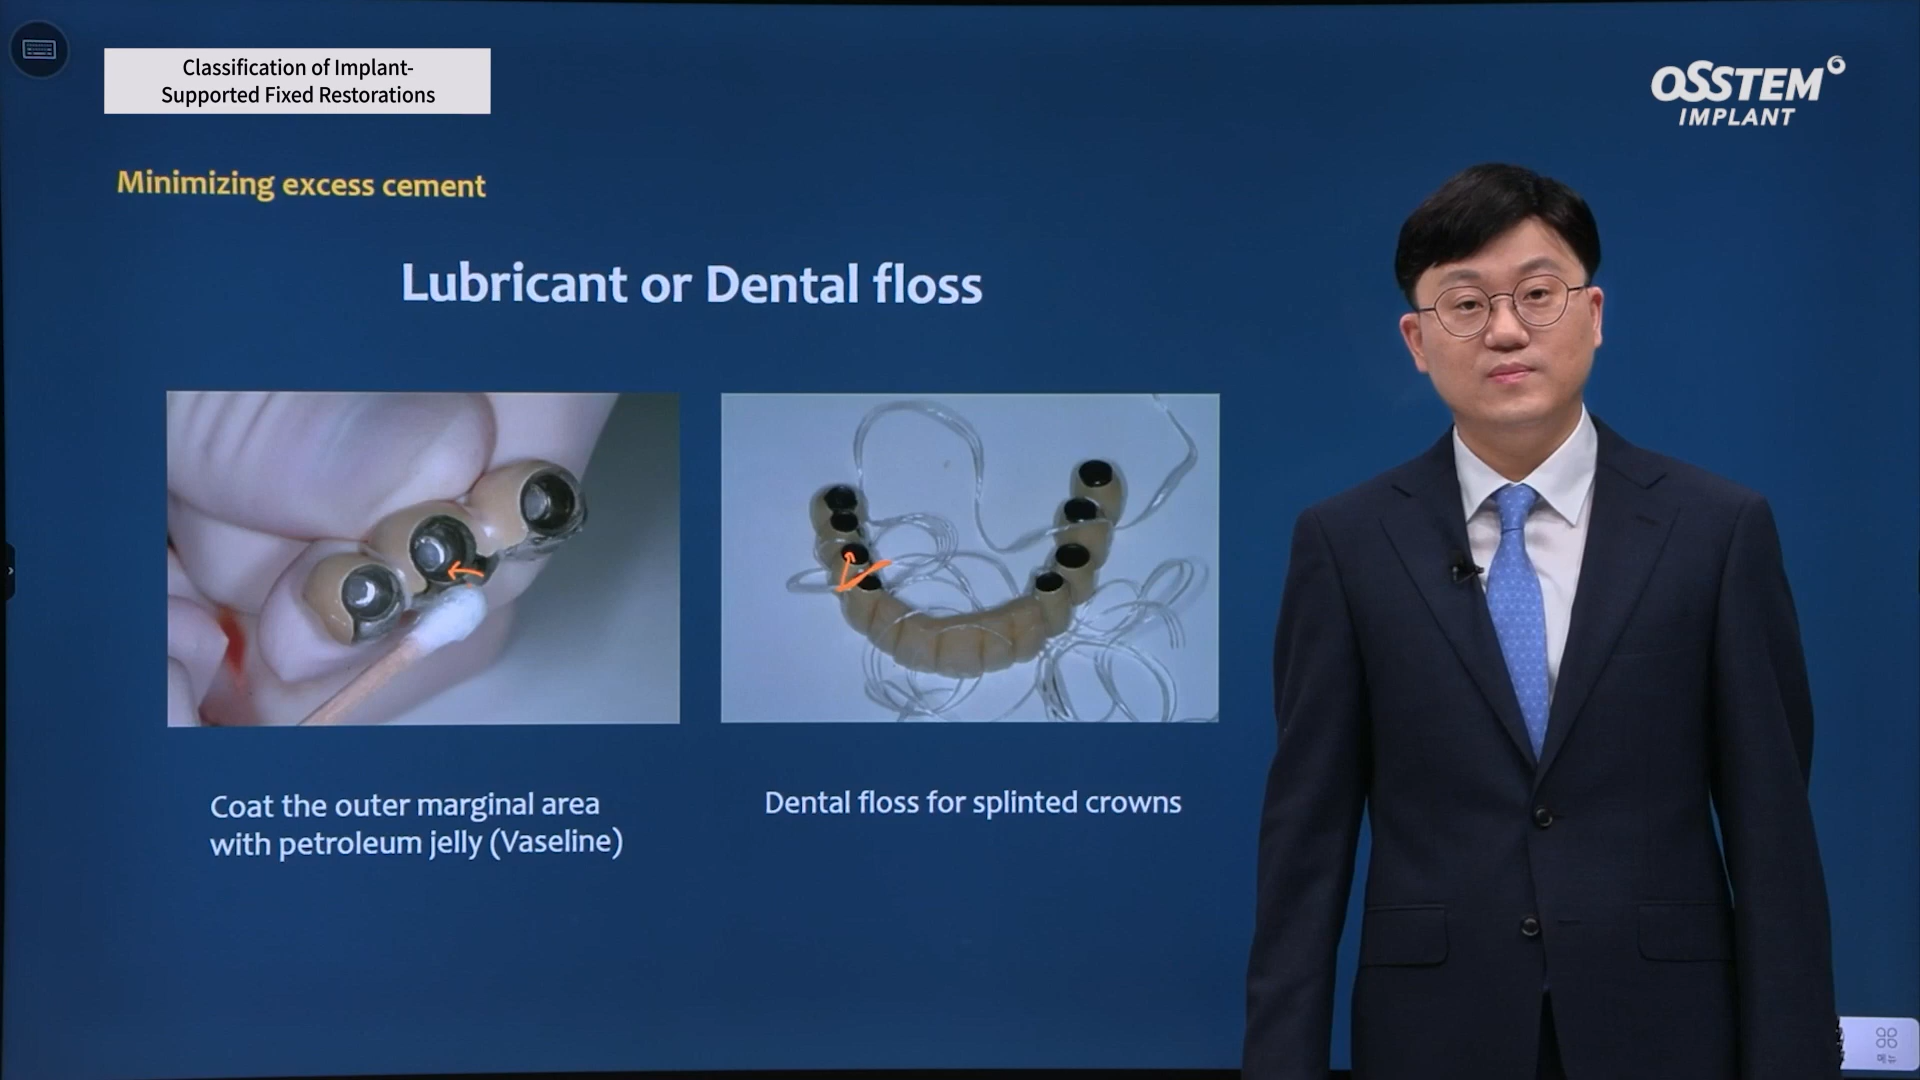 Classification of Implant-
Supported Fixed Restorations
OSSTEM
IMPLANT
Minimizing excess cement
Lubricant or Dental floss
Coat the outer marginal area
with petroleum jelly (Vaseline)
Dental floss for splinted crowns